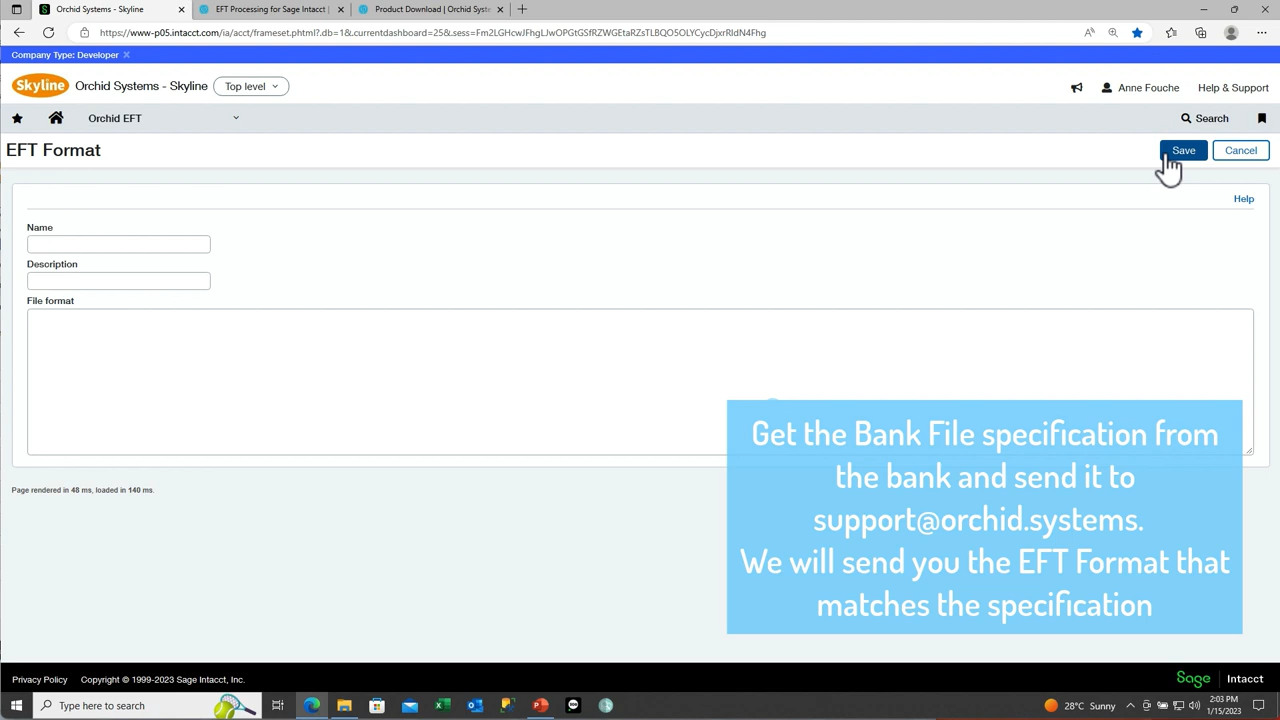 Orchid Systems - Skyline
EFT Processing for Sage Intacct |
Product Download | Orchid Syste
https://www-p05.intacct.com/ia/acct/frameset.phtml?.db=1&currentdashboard=25&.sess=Fm2LGHcwJFhgLJwOPGtGSfRZWGEtaRZsTLBQO5OLYCycDjxrRldN4Fhg
Company Type: Developer
Skyline
Orchid Systems - Skyline
Top level
Anne Fouche
Help & Support
Orchid EFT
Search
EFT Format
Save
Cancel
Help
Name
Description
File format
Get the Bank File specification from
the bank and send it to
support@orchid.systems.
We will send you the EFT Format that
matches the specification
Page rendered in 48 ms, loaded in 140 ms.
Privacy Policy
Copyright © 1999-2023 Sage Intacct, Inc.
Sage Intacct
Type here to search
28°C Sunny
2:03 PM
1/15/2023